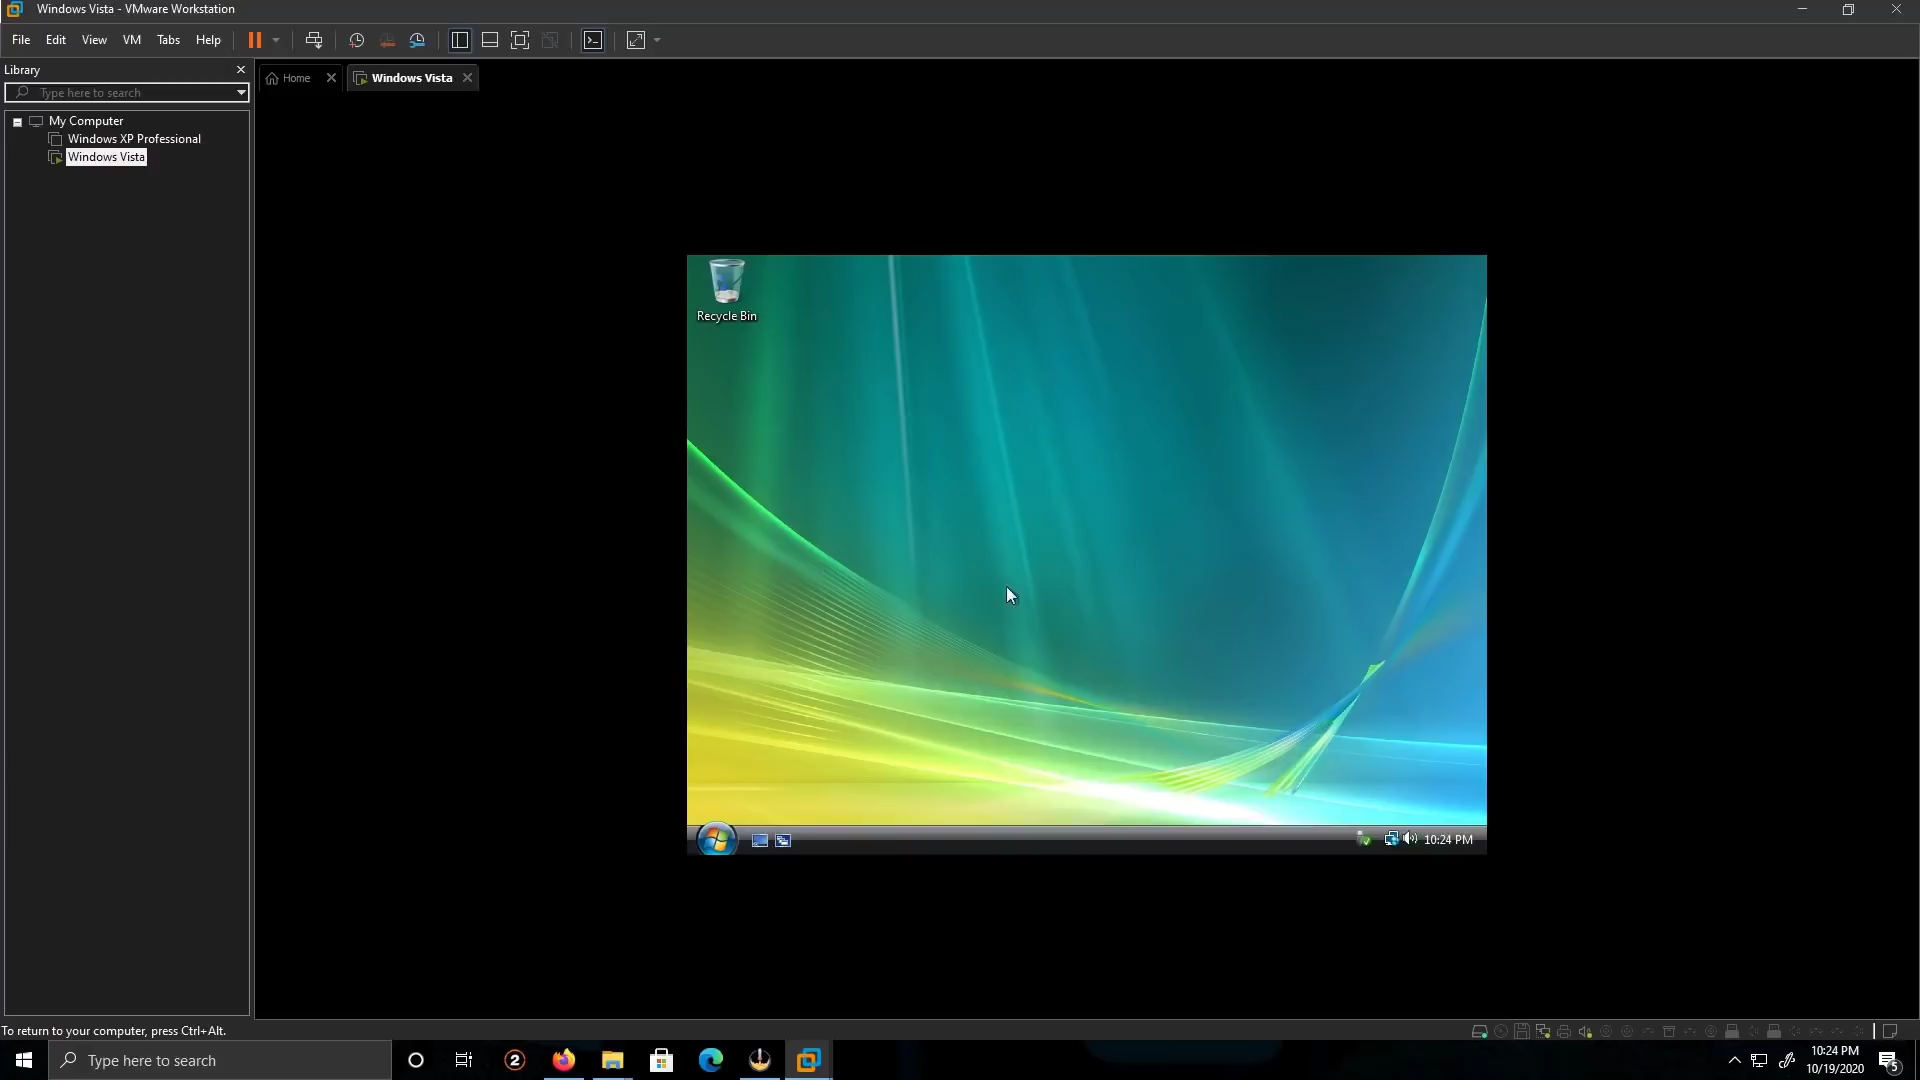 Windows Vista - VMware Workstation
File Edit View VM Tabs Help
Library
Type here to search
Home
Windows Vista
My Computer
Windows XP Professional
Windows Vista
Recycle Bin
10:24 PM
To return to your computer, press Ctrl+Alt.
Type here to search
2
10:24 PM
10/19/2020
5